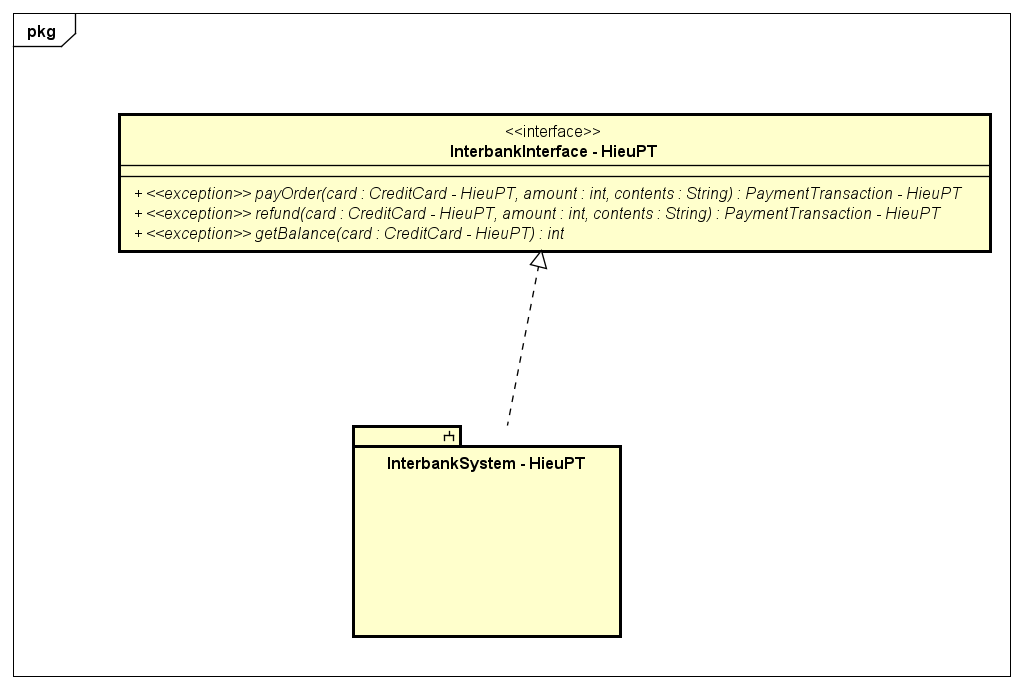 pkg
<<interface>>
InterbankInterface - HieuPT
+ <<exception>> payOrder(card : CreditCard - HieuPT, amount : int, contents : String) : PaymentTransaction - HieuPT
+ <<exception>> refund(card : CreditCard - HieuPT, amount : int, contents : String) : PaymentTransaction - HieuPT
+ <<exception>> getBalance(card : CreditCard - HieuPT) : int
InterbankSystem - HieuPT